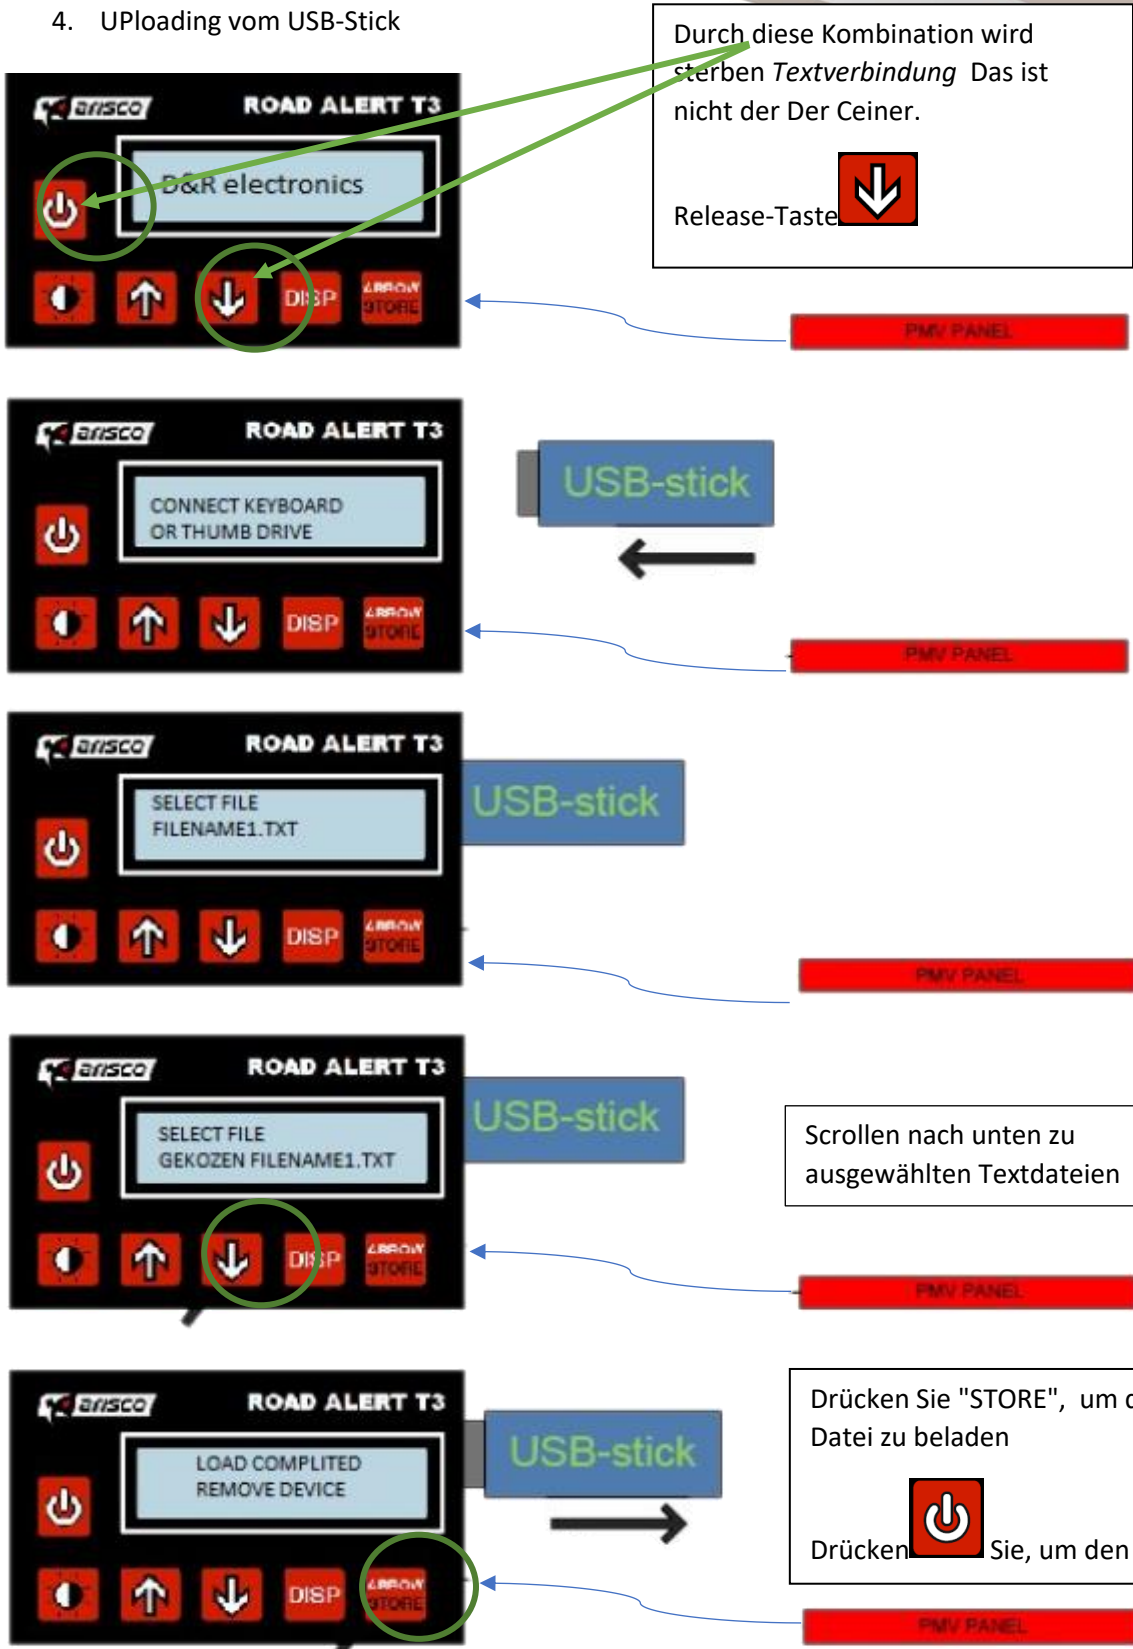 4. UPloading vom USB-Stick
Durch diese Kombination wird
sterben Textverbindung Das ist
nicht der Der Ceiner.
Release-Taste
arisco
ROAD ALERT T3
D&R electronics
DISP
ARROW
STORE
PMV PANEL
arisco
ROAD ALERT T3
CONNECT KEYBOARD
OR THUMB DRIVE
USB-stick
DISP
ARROW
STORE
PMV PANEL
arisco
ROAD ALERT T3
SELECT FILE
FILENAME1.TXT
USB-stick
DISP
ARROW
STORE
PMV PANEL
arisco
ROAD ALERT T3
SELECT FILE
GEKOZEN FILENAME1.TXT
USB-stick
Scrollen nach unten zu
ausgewählten Textdateien
DISP
ARROW
STORE
PMV PANEL
arisco
ROAD ALERT T3
LOAD COMPLITED
REMOVE DEVICE
USB-stick
Drücken Sie "STORE", um
Datei zu beladen
Drücken Sie, um den
DISP
ARROW
STORE
PMV PANEL